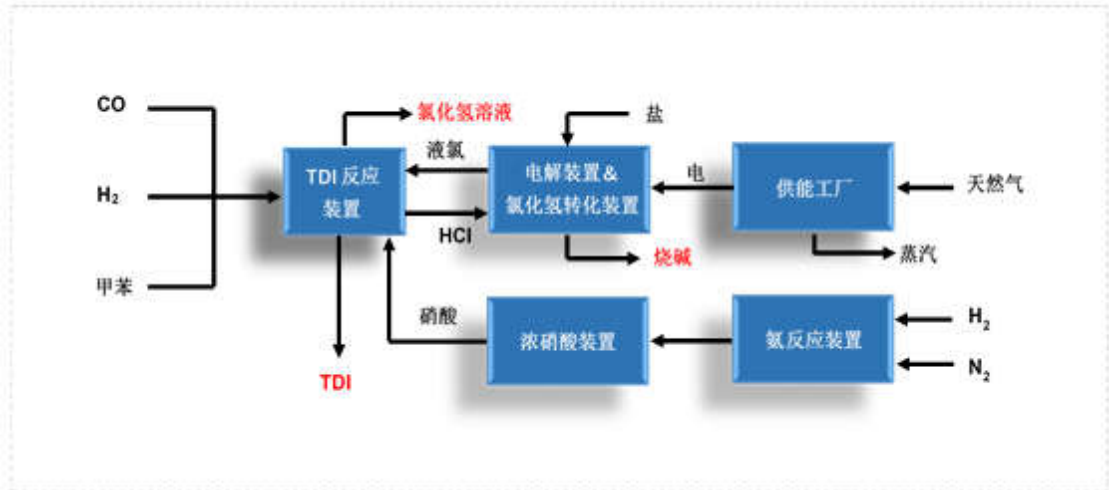 CO
H₂
甲苯
氯化氢溶液
TDI 反应
装置
TDI
液氯
HCl
硝酸
盐
电解装置&
氯化氢转化装置
烧碱
电
供能工厂
天然气
蒸汽
浓硝酸装置
氨反应装置
H₂
N₂